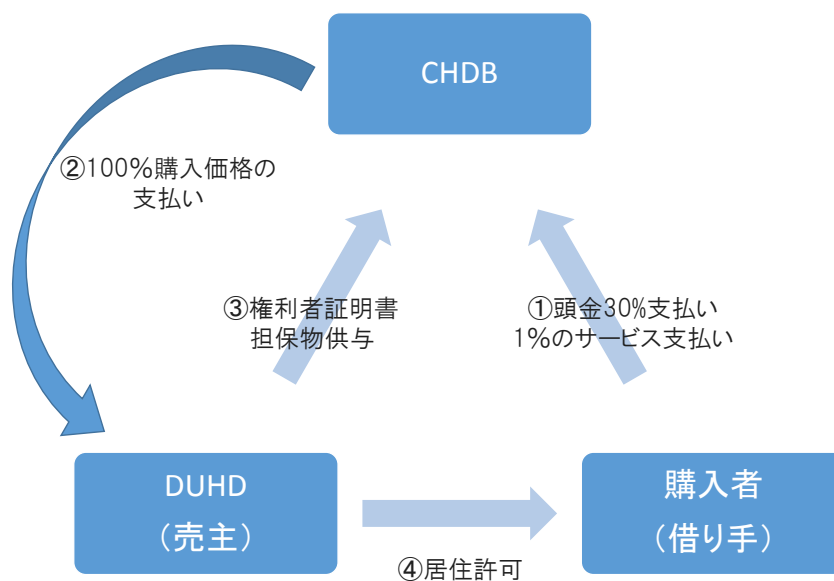 CHDB
②100％購入価格の
支払い
③権利者証明書
担保物供与
①頭金30%支払い
1％のサービス支払い
DUHD
（売主）
購入者
（借り手）
④居住許可